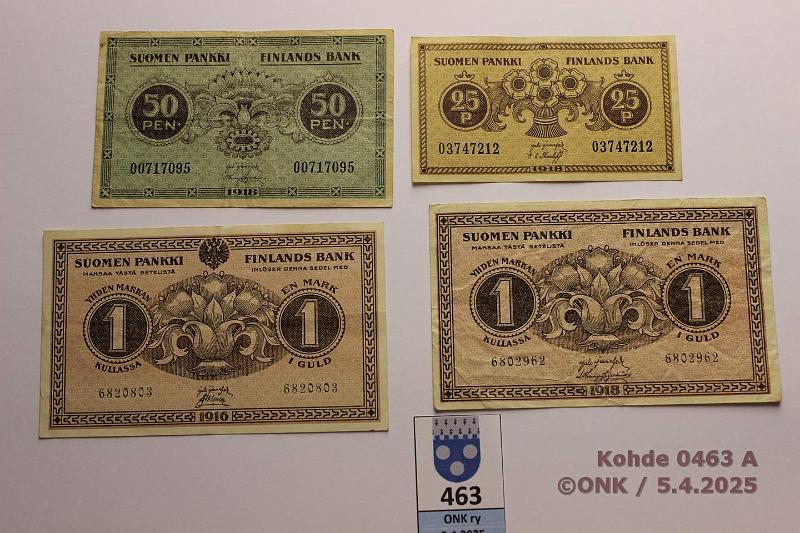 SUOMEN PANKKI FINLANDS BANK
50 PEN. 50 PEN.
00717095 00717095
1918
SUOMEN PANKKI FINLANDS BANK
25 P 25 P
03747212 03747212
1918
SUOMEN PANKKI FINLANDS BANK
MAKSAA TÄSTÄ SETELISTÄ INLÖSER DENNA SEDEL MED
YHDEN MARKAN EN MARK
1 1
KULLASSA I GULD
6820803 6820803
1916
SUOMEN PANKKI FINLANDS BANK
MAKSAA TÄSTÄ SETELISTÄ INLÖSER DENNA SEDEL MED
YHDEN MARKAN EN MARK
1 1
KULLASSA I GULD
6802962 6802962
1918
463
ONK ry
Kohde 0463 A
©ONK / 5.4.2025